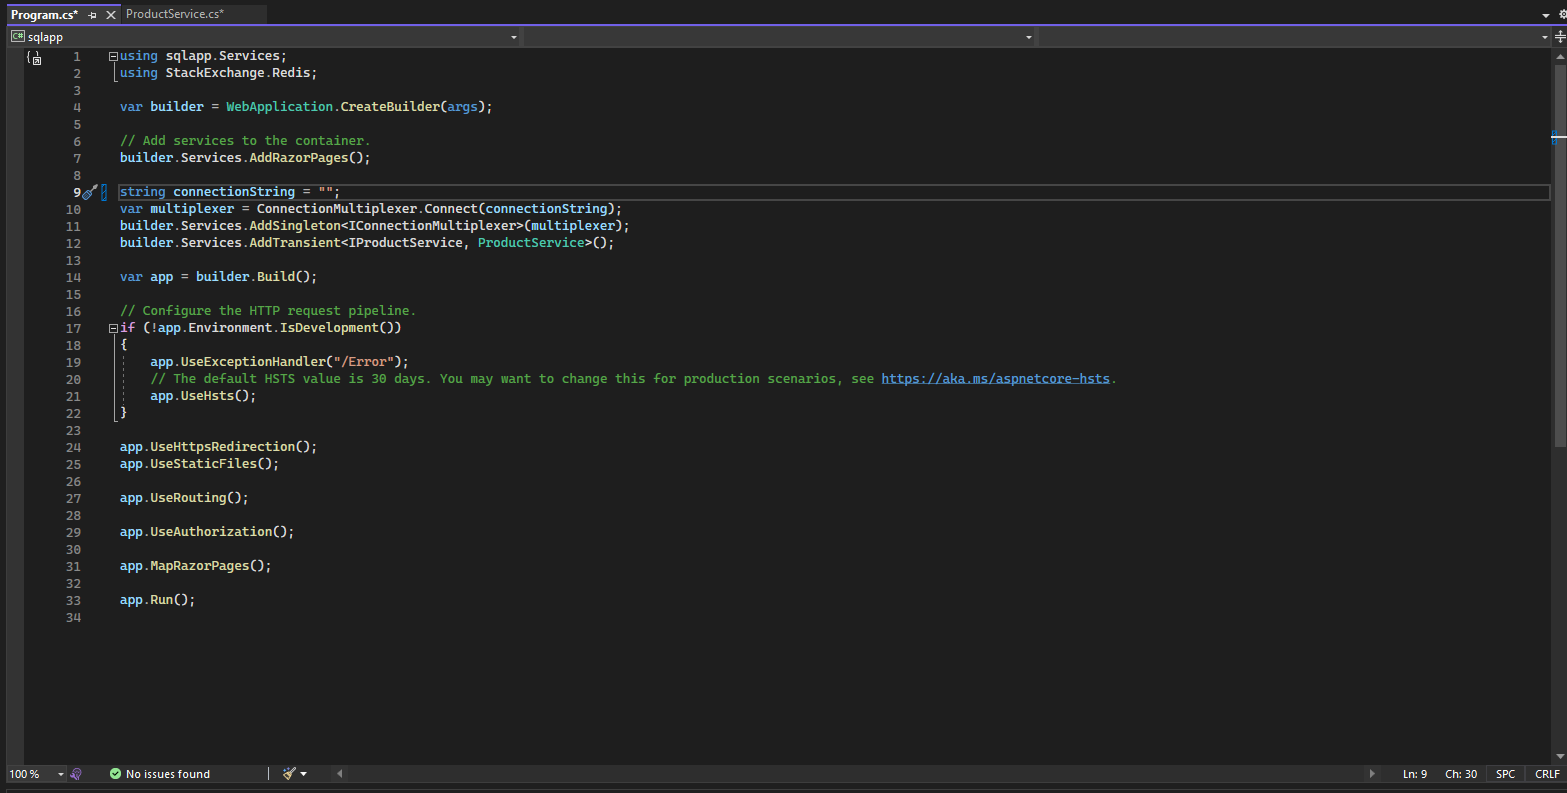 Program.cs*
ProductService.cs*
sqlapp
1 using sqlapp.Services;
2 using StackExchange.Redis;
3
4 var builder = WebApplication.CreateBuilder(args);
5
6 // Add services to the container.
7 builder.Services.AddRazorPages();
8
9 string connectionString = "";
10 var multiplexer = ConnectionMultiplexer.Connect(connectionString);
11 builder.Services.AddSingleton<IConnectionMultiplexer>(multiplexer);
12 builder.Services.AddTransient<IProductService, ProductService>();
13
14 var app = builder.Build();
15
16 // Configure the HTTP request pipeline.
17 if (!app.Environment.IsDevelopment())
18 {
19     app.UseExceptionHandler("/Error");
20     // The default HSTS value is 30 days. You may want to change this for production scenarios, see https://aka.ms/aspnetcore-hsts.
21     app.UseHsts();
22 }
23
24 app.UseHttpsRedirection();
25 app.UseStaticFiles();
26
27 app.UseRouting();
28
29 app.UseAuthorization();
30
31 app.MapRazorPages();
32
33 app.Run();
34
100 % No issues found Ln: 9 Ch: 30 SPC CRLF